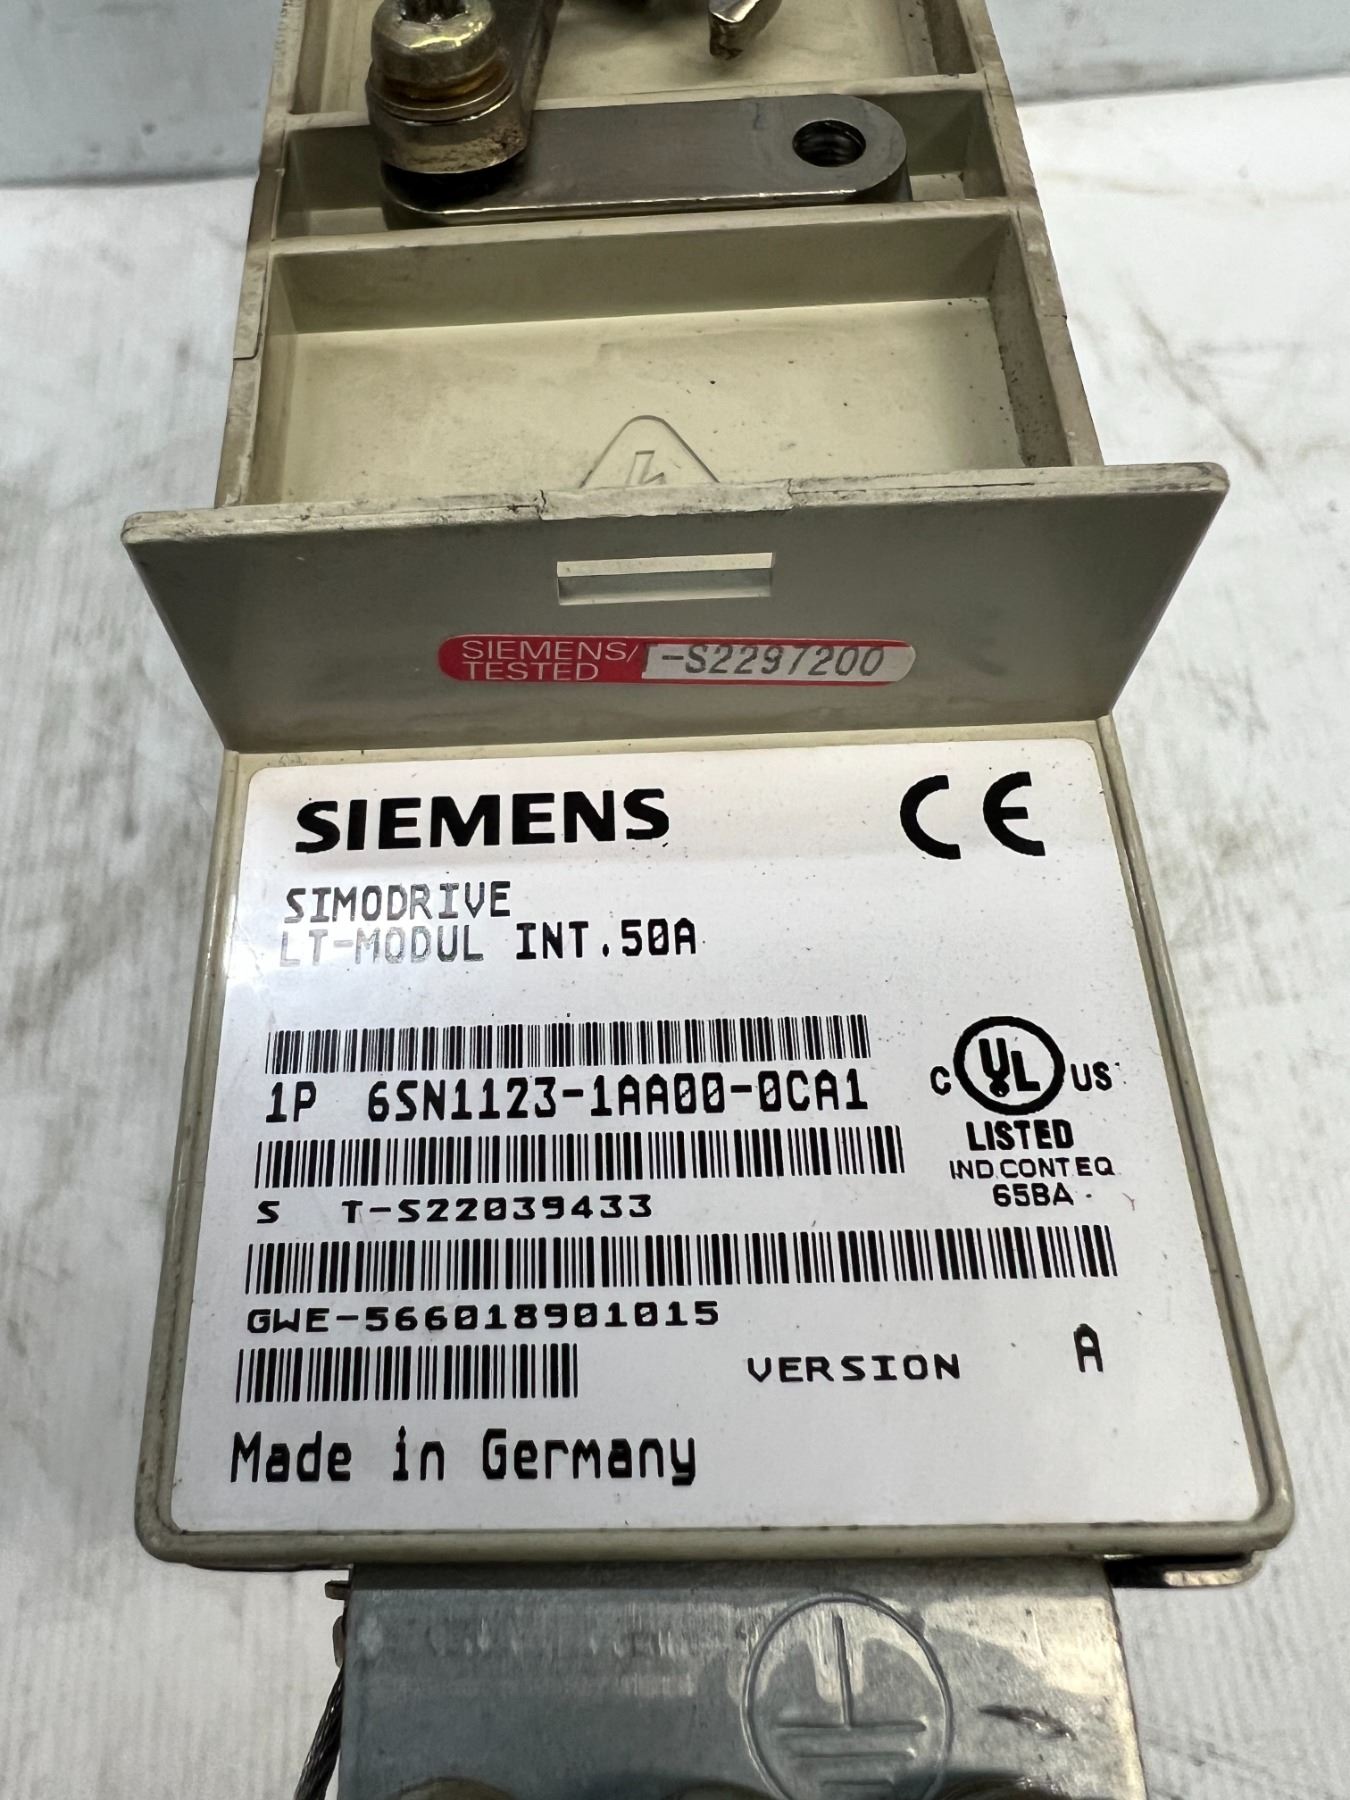 SIEMENS/
TESTED
T-S2297200
SIEMENS CE
SIMODRIVE
LT-MODUL INT.50A
1P 6SN1123-1AA00-0CA1
C UL US
LISTED
IND.CONT.EQ
S T-S22039433
65BA
GWE-566018901015
VERSION A
Made in Germany